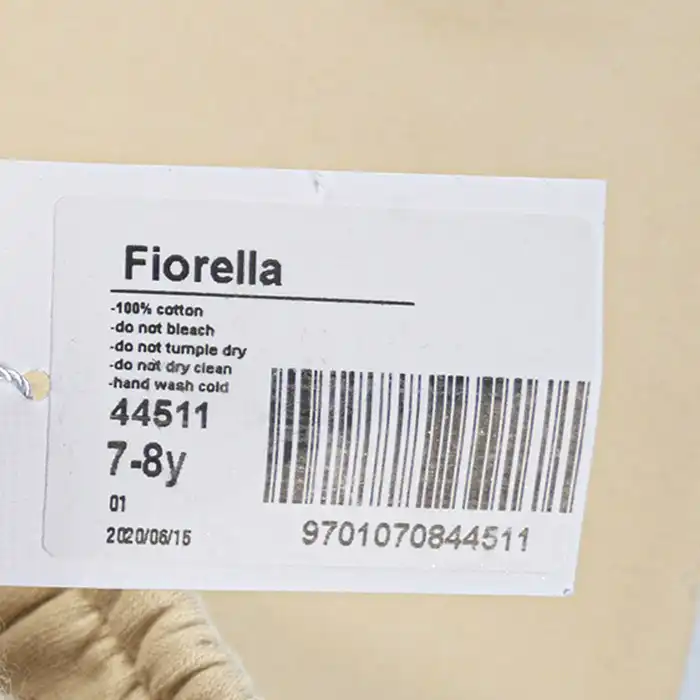 Fiorella
-100% cotton
-do not bleach
-do not tumple dry
-do not dry clean
-hand wash cold
44511
7-8y
01
2020/06/15
9701070844511